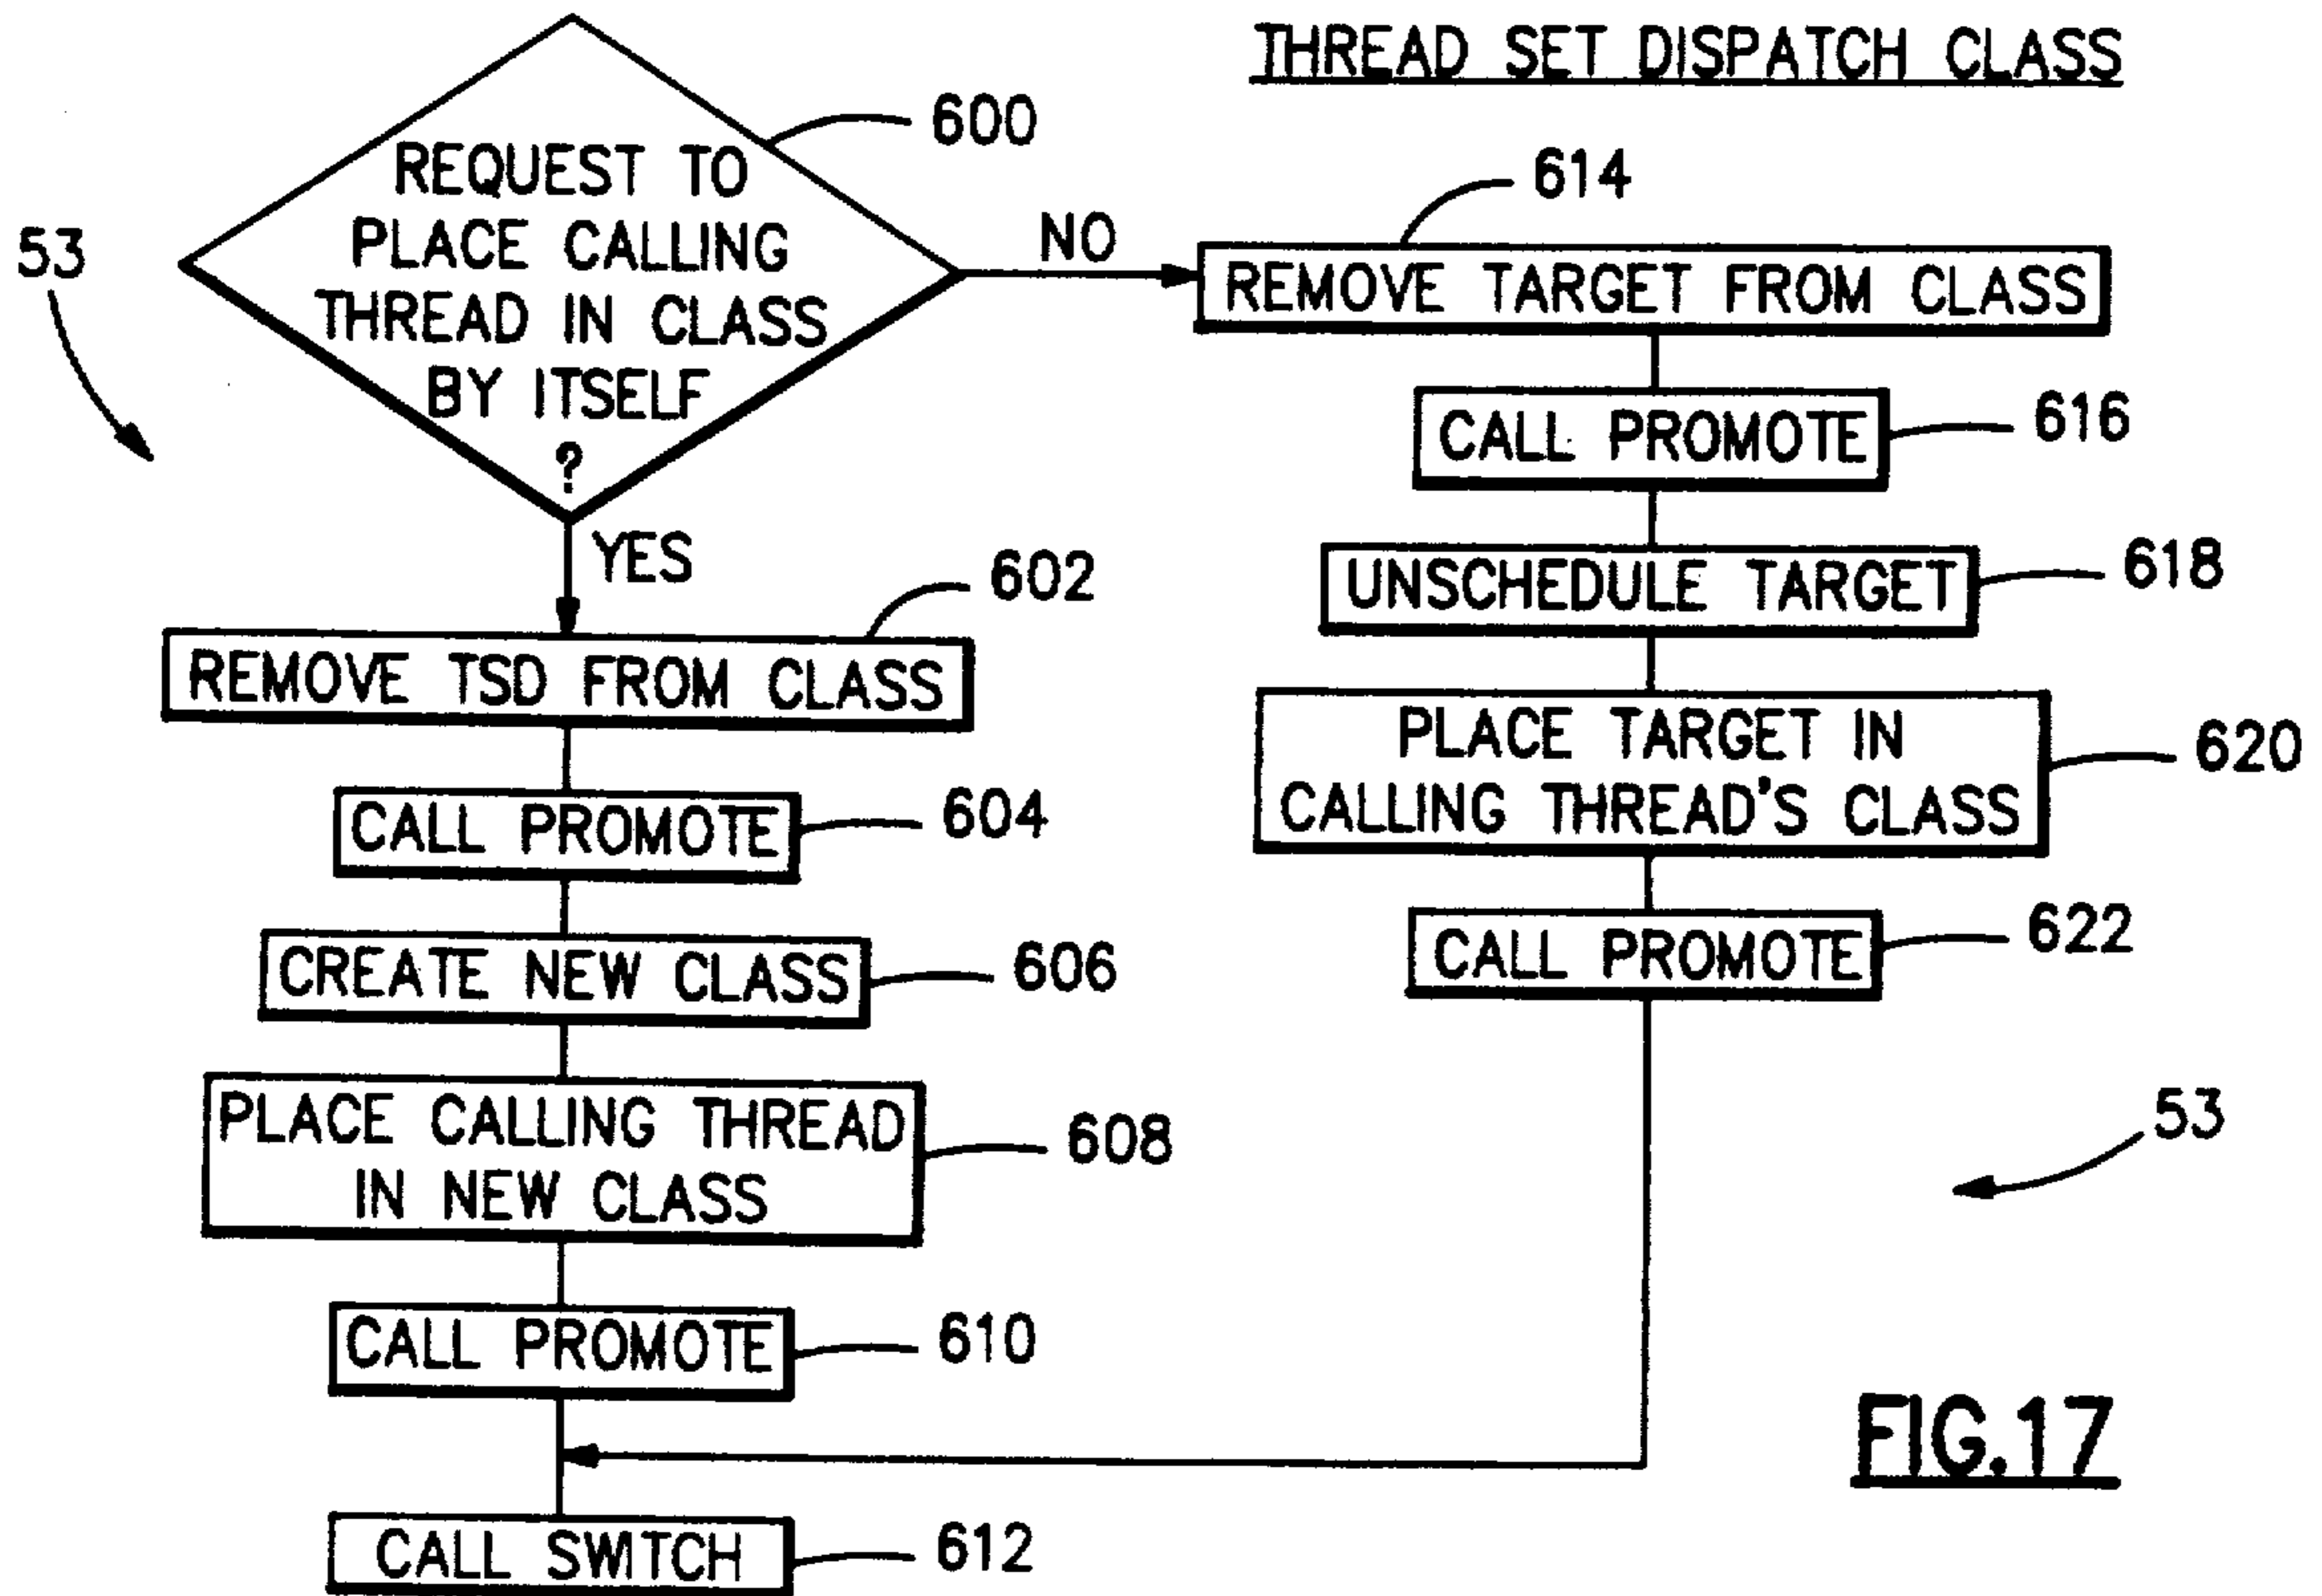 THREAD SET DISPATCH CLASS
53
REQUEST TO
PLACE CALLING
THREAD IN CLASS
BY ITSELF
?
600
NO
YES
REMOVE TSD FROM CLASS
602
CALL PROMOTE
604
CREATE NEW CLASS
606
PLACE CALLING THREAD
IN NEW CLASS
608
CALL PROMOTE
610
CALL SWITCH
612
REMOVE TARGET FROM CLASS
614
CALL PROMOTE
616
UNSCHEDULE TARGET
618
PLACE TARGET IN
CALLING THREAD'S CLASS
620
CALL PROMOTE
622
53
FIG.17